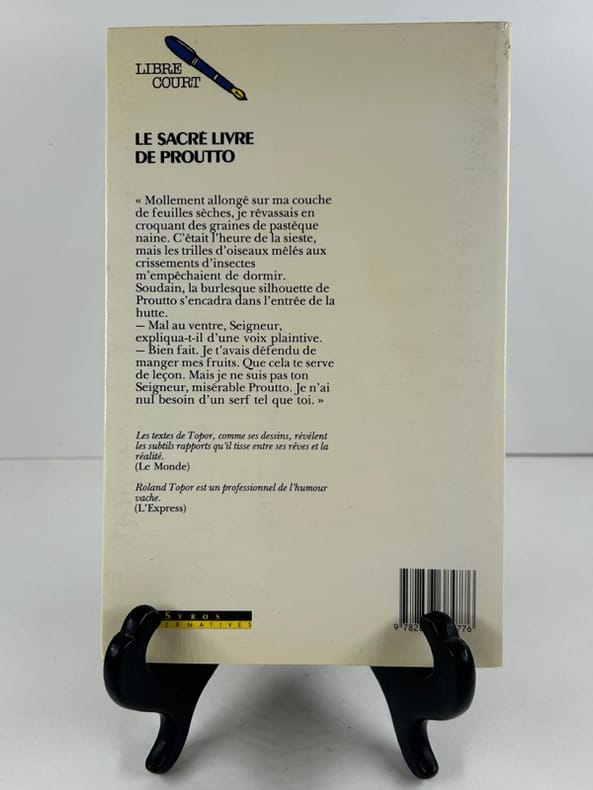 LIBRE
COURT
LE SACRÉ LIVRE
DE PROUTTO
« Mollement allongé sur ma couche
de feuilles sèches, je rêvassais en
croquant des graines de pastèque
naine. C'était l'heure de la sieste,
mais les trilles d'oiseaux mêlés aux
crissements d'insectes
m'empêchaient de dormir.
Soudain, la burlesque silhouette de
Proutto s'encadra dans l'entrée de la
hutte.
— Mal au ventre, Seigneur,
expliqua-t-il d'une voix plaintive.
— Bien fait. Je t'avais défendu de
manger mes fruits. Que cela te serve
de leçon. Mais je ne suis pas ton
Seigneur, misérable Proutto. Je n'ai
nul besoin d'un serf tel que toi. »
Les textes de Topor, comme ses dessins, révèlent
les subtils rapports qu'il tisse entre ses rêves et la
réalité.
(Le Monde)
Roland Topor est un professionnel de l'humour
vache.
(L'Express)
SYROS